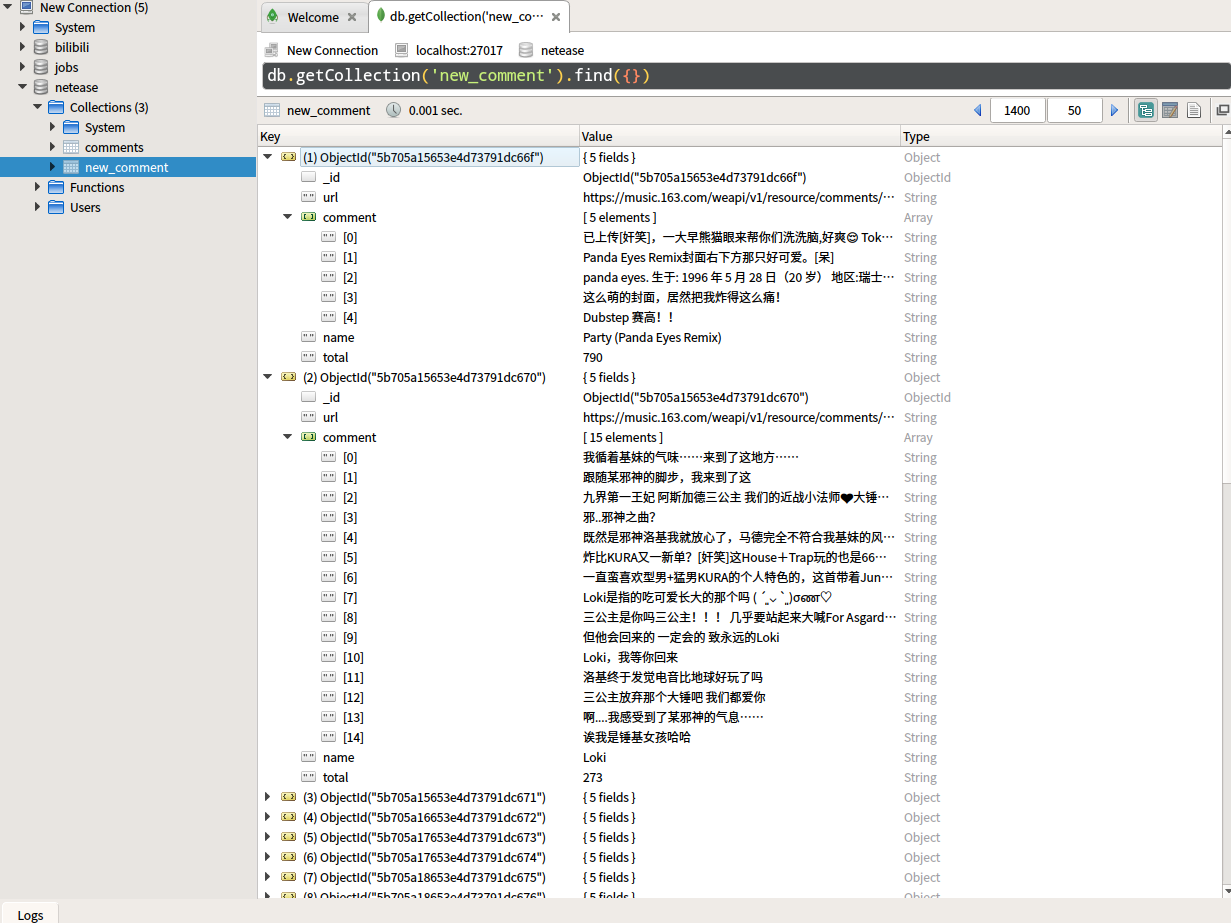 New Connection (5)
System
bilibili
jobs
netease
Collections (3)
System
comments
new_comment
Functions
Users
Logs
Welcome
db.getCollection('new_co···
New Connection
localhost:27017
netease
db.getCollection('new_comment').find({})
new_comment
0.001 sec.
1400
50
Key Value Type
(1) ObjectId("5b705a15653e4d73791dc66f") { 5 fields } Object
_id ObjectId("5b705a15653e4d73791dc66f") ObjectId
url https://music.163.com/weapi/v1/resource/comments/··· String
comment [ 5 elements ] Array
[0] 已上传[奸笑]，一大早熊猫眼来帮你们洗洗脑,好爽😌 Tok··· String
[1] Panda Eyes Remix封面右下方那只好可爱。[呆] String
[2] panda eyes. 生于: 1996 年 5 月 28 日（20 岁） 地区:瑞士··· String
[3] 这么萌的封面，居然把我炸得这么痛！ String
[4] Dubstep 赛高！！ String
name Party (Panda Eyes Remix) String
total 790 String
(2) ObjectId("5b705a15653e4d73791dc670") { 5 fields } Object
_id ObjectId("5b705a15653e4d73791dc670") ObjectId
url https://music.163.com/weapi/v1/resource/comments/··· String
comment [ 15 elements ] Array
[0] 我循着基妹的气味……来到了这地方…… String
[1] 跟随某邪神的脚步，我来到了这 String
[2] 九界第一王妃 阿斯加德三公主 我们的近战小法师❤大锤··· String
[3] 邪..邪神之曲？ String
[4] 既然是邪神洛基我就放心了，马德完全不符合我基妹的风··· String
[5] 炸比KURA又一新单？[奸笑]这House＋Trap玩的也是66··· String
[6] 一直蛮喜欢型男+猛男KURA的个人特色的，这首带着Jun··· String
[7] Loki是指的吃可爱长大的那个吗 ( ´͈ ᵕ `͈ )σண♡ String
[8] 三公主是你吗三公主！！！ 几乎要站起来大喊For Asgard··· String
[9] 但他会回来的 一定会的 致永远的Loki String
[10] Loki，我等你回来 String
[11] 洛基终于发觉电音比地球好玩了吗 String
[12] 三公主放弃那个大锤吧 我们都爱你 String
[13] 啊....我感受到了某邪神的气息…… String
[14] 诶我是锤基女孩哈哈 String
name Loki String
total 273 String
(3) ObjectId("5b705a15653e4d73791dc671") { 5 fields } Object
(4) ObjectId("5b705a16653e4d73791dc672") { 5 fields } Object
(5) ObjectId("5b705a17653e4d73791dc673") { 5 fields } Object
(6) ObjectId("5b705a17653e4d73791dc674") { 5 fields } Object
(7) ObjectId("5b705a18653e4d73791dc675") { 5 fields } Object
(8) ObjectId("5b705a18653e4d73791dc676") { 5 fields } Object